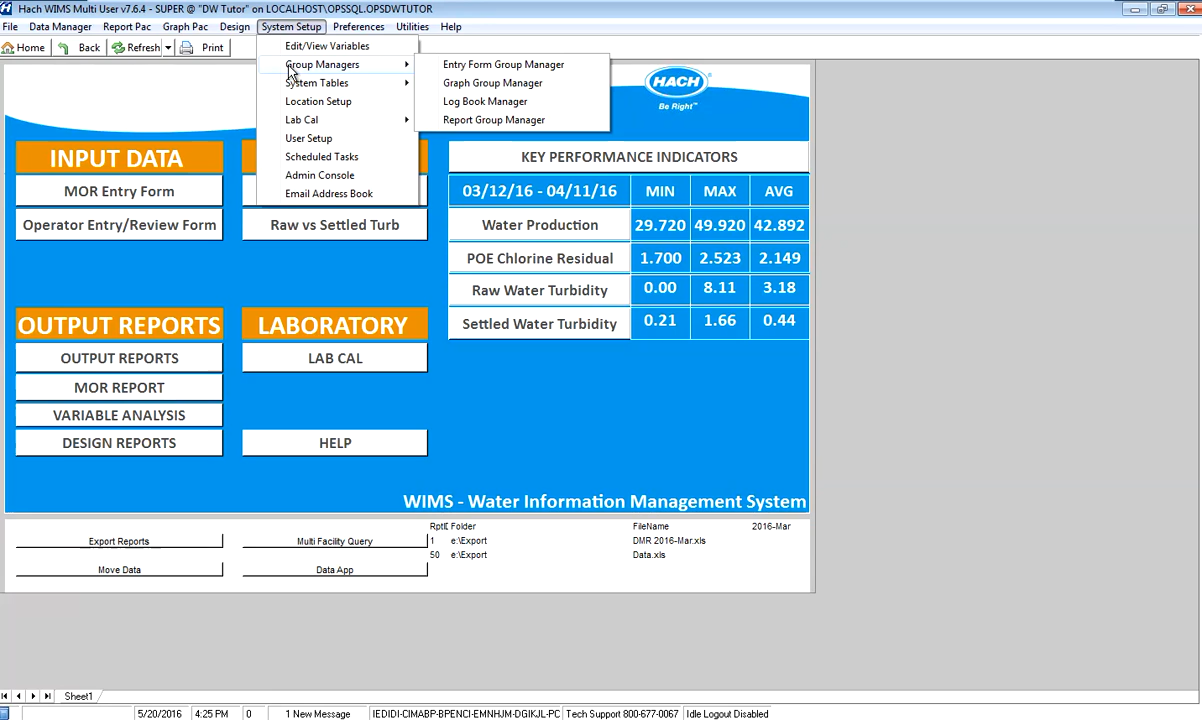 Hach WIMS Multi User v7.6.4 - SUPER @ "DW Tutor" on LOCALHOST\OPSSQL.OPSDWTUTOR
File Data Manager Report Pac Graph Pac Design System Setup Preferences Utilities Help
Home Back Refresh Print
Edit/View Variables
Group Managers
System Tables
Location Setup
Lab Cal
User Setup
Scheduled Tasks
Admin Console
Email Address Book
Entry Form Group Manager
Graph Group Manager
Log Book Manager
Report Group Manager
HACH
Be Right™
INPUT DATA
MOR Entry Form
Operator Entry/Review Form
Raw vs Settled Turb
KEY PERFORMANCE INDICATORS
03/12/16 - 04/11/16 MIN MAX AVG
Water Production 29.720 49.920 42.892
POE Chlorine Residual 1.700 2.523 2.149
Raw Water Turbidity 0.00 8.11 3.18
Settled Water Turbidity 0.21 1.66 0.44
OUTPUT REPORTS
OUTPUT REPORTS
MOR REPORT
VARIABLE ANALYSIS
DESIGN REPORTS
LABORATORY
LAB CAL
HELP
WIMS - Water Information Management System
Export Reports
Move Data
Multi Facility Query
Data App
Folder FileName 2016-Mar
1 e:\Export DMR 2016-Mar.xls
50 e:\Export Data.xls
Sheet1
5/20/2016 4:25 PM 0 1 New Message IEDIDI-CIMABP-BPENCI-EMNHJM-DGIKJL-PC Tech Support 800-677-0067 Idle Logout Disabled